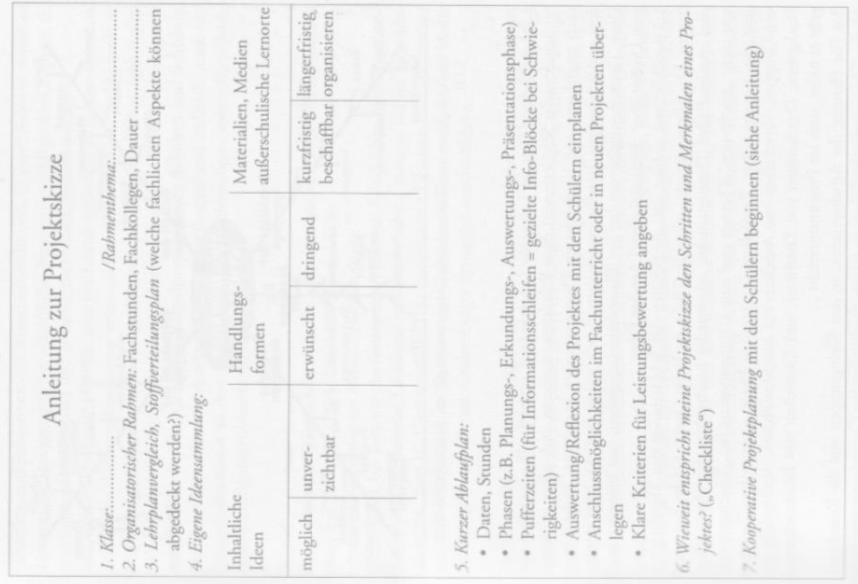 Anleitung zur Projektskizze
1. Klasse:.................. /Rahmenthema:..................................
2. Organisatorischer Rahmen: Fachstunden, Fachkollegen, Dauer ....................
3. Lehrplanvergleich, Stoffverteilungsplan (welche fachlichen Aspekte können
abgedeckt werden?)
4. Eigene Ideensammlung:
Inhaltliche Handlungs- Materialien, Medien
Ideen formen außerschulische Lernorte
möglich unver- erwünscht dringend kurzfristig längerfristig
zichtbar beschaffbar organisieren
5. Kurzer Ablaufplan:
• Daten, Stunden
• Phasen (z.B. Planungs-, Erkundungs-, Auswertungs-, Präsentationsphase)
• Pufferzeiten (für Informationsschleifen = gezielte Info-Blöcke bei Schwie-
rigkeiten)
• Auswertung/Reflexion des Projektes mit den Schülern einplanen
• Anschlussmöglichkeiten im Fachunterricht oder in neuen Projekten über-
legen
• Klare Kriterien für Leistungsbewertung angeben
6. Wieweit entspricht meine Projektskizze den Schritten und Merkmalen eines Pro-
jektes? („Checkliste“)
7. Kooperative Projektplanung mit den Schülern beginnen (siehe Anleitung)